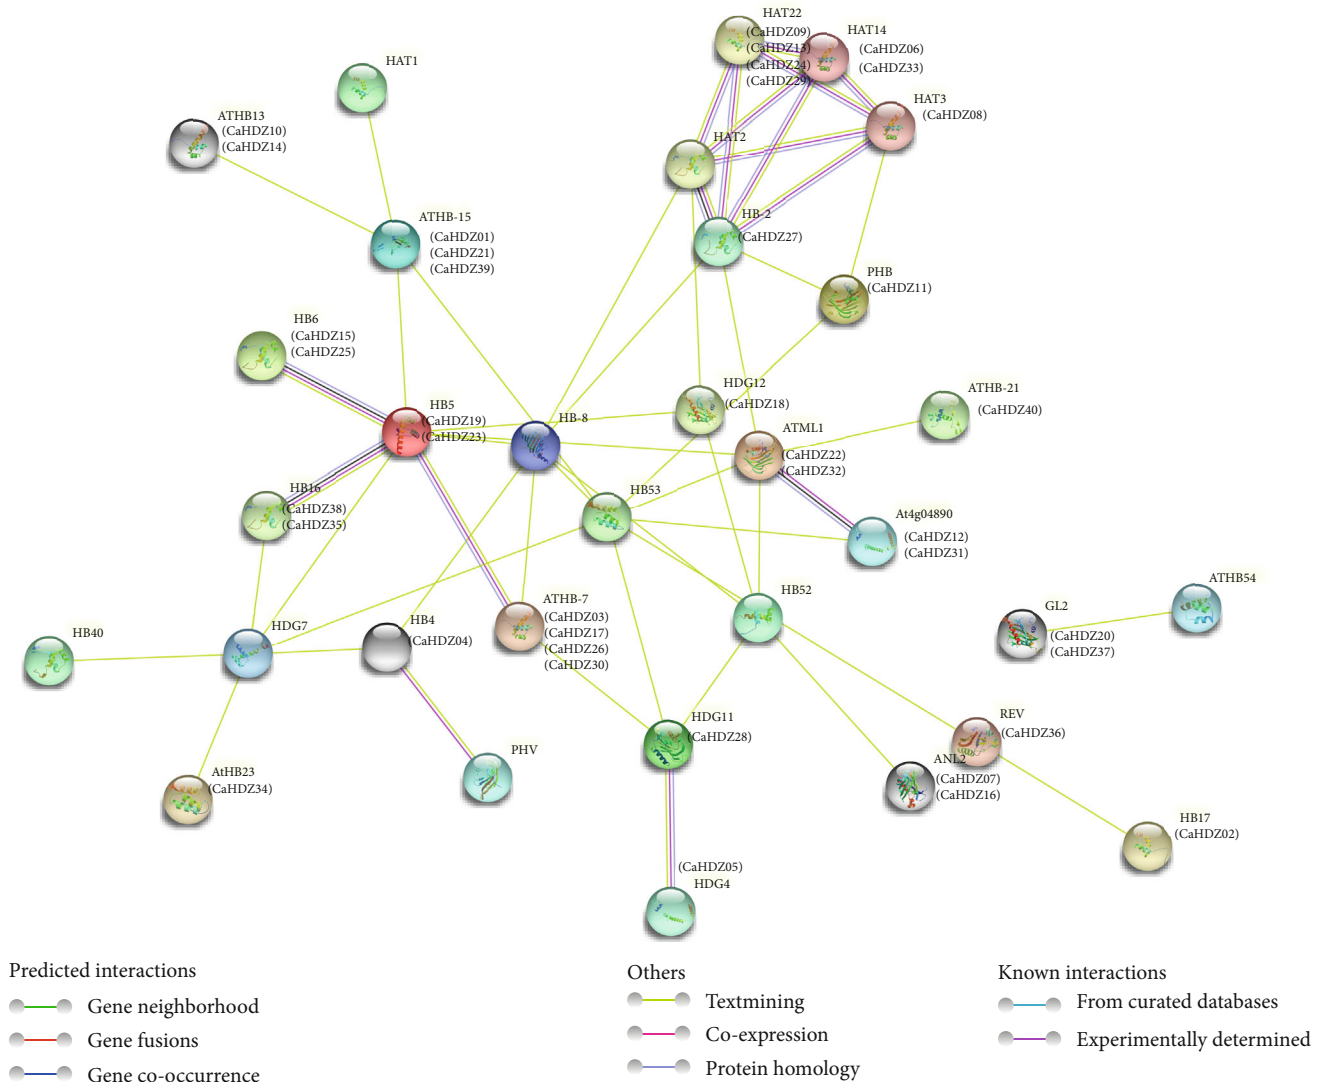 HAT22
(CaHDZ09)
(CaHDZ13)
(CaHDZ24)
(CaHDZ29)
HAT14
(CaHDZ06)
(CaHDZ33)
HAT1
HAT3
(CaHDZ08)
ATHB13
(CaHDZ10)
(CaHDZ14)
HAT2
ATHB-15
(CaHDZ01)
(CaHDZ21)
(CaHDZ39)
HB-2
(CaHDZ27)
PHB
(CaHDZ11)
HB6
(CaHDZ15)
(CaHDZ25)
HDG12
(CaHDZ18)
ATHB-21
(CaHDZ40)
HB5
(CaHDZ19)
(CaHDZ23)
HB-8
ATML1
(CaHDZ22)
(CaHDZ32)
HB16
(CaHDZ38)
(CaHDZ35)
HB53
At4g04890
(CaHDZ12)
(CaHDZ31)
HB52
ATHB54
GL2
(CaHDZ20)
(CaHDZ37)
ATHB-7
(CaHDZ03)
(CaHDZ17)
(CaHDZ26)
(CaHDZ30)
HB4
(CaHDZ04)
HDG7
HB40
HDG11
(CaHDZ28)
REV
(CaHDZ36)
PHV
ANL2
(CaHDZ07)
(CaHDZ16)
AtHB23
(CaHDZ34)
HB17
(CaHDZ02)
(CaHDZ05)
HDG4
Predicted interactions
Gene neighborhood
Gene fusions
Gene co-occurrence
Others
Textmining
Co-expression
Protein homology
Known interactions
From curated databases
Experimentally determined